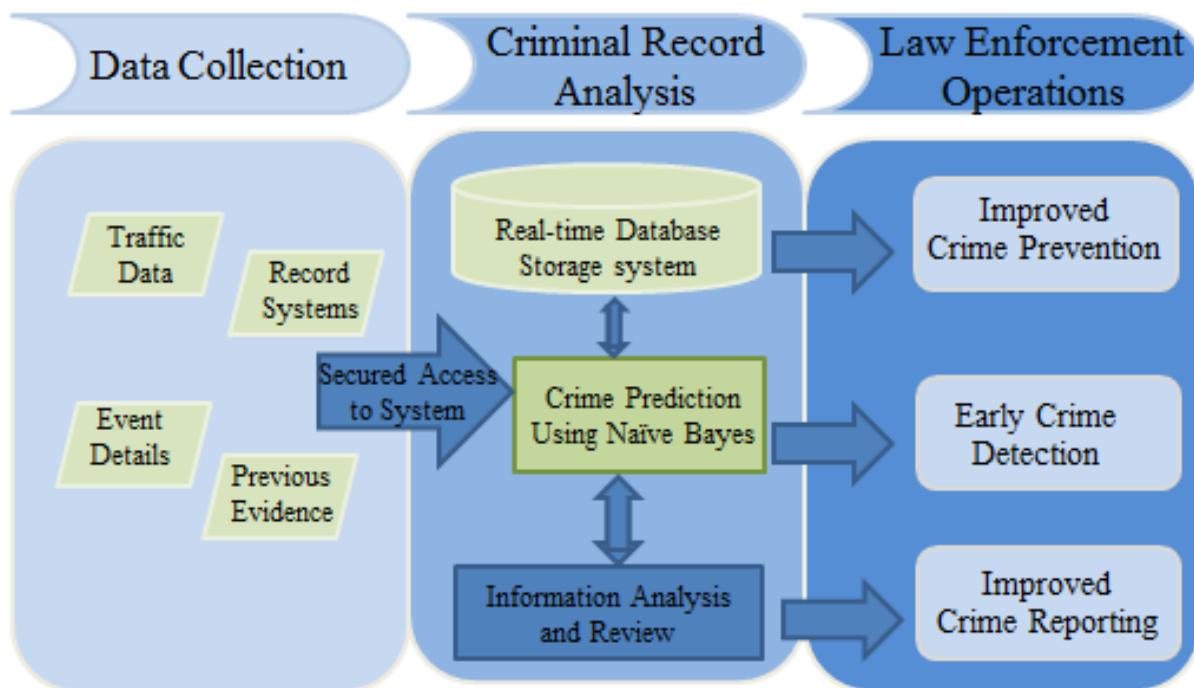 Data Collection
Criminal Record
Analysis
Law Enforcement
Operations
Traffic
Data
Record
Systems
Event
Details
Previous
Evidence
Secured Access
to System
Real-time Database
Storage system
Crime Prediction
Using Naïve Bayes
Information Analysis
and Review
Improved
Crime Prevention
Early Crime
Detection
Improved
Crime Reporting